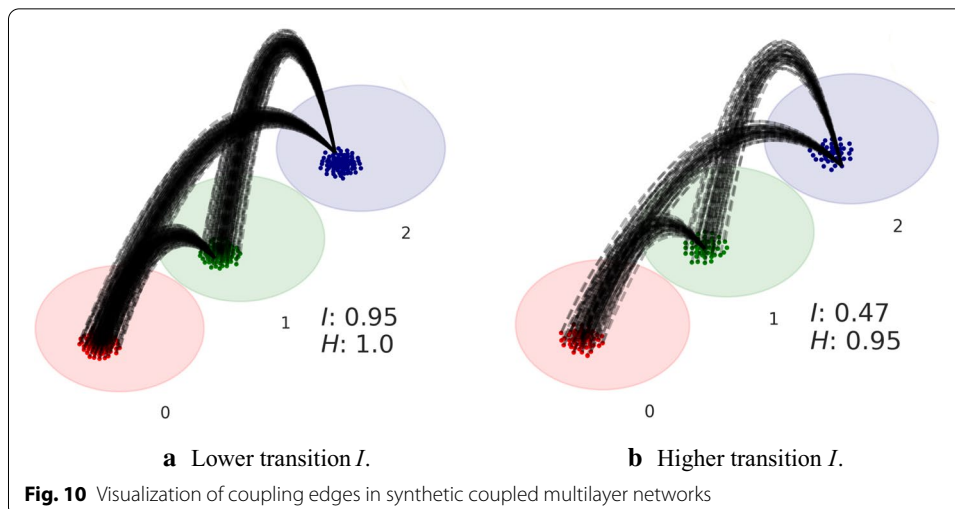 2
1
I: 0.95
H: 1.0
0
a Lower transition I.
2
1
I: 0.47
H: 0.95
0
b Higher transition I.
Fig. 10 Visualization of coupling edges in synthetic coupled multilayer networks